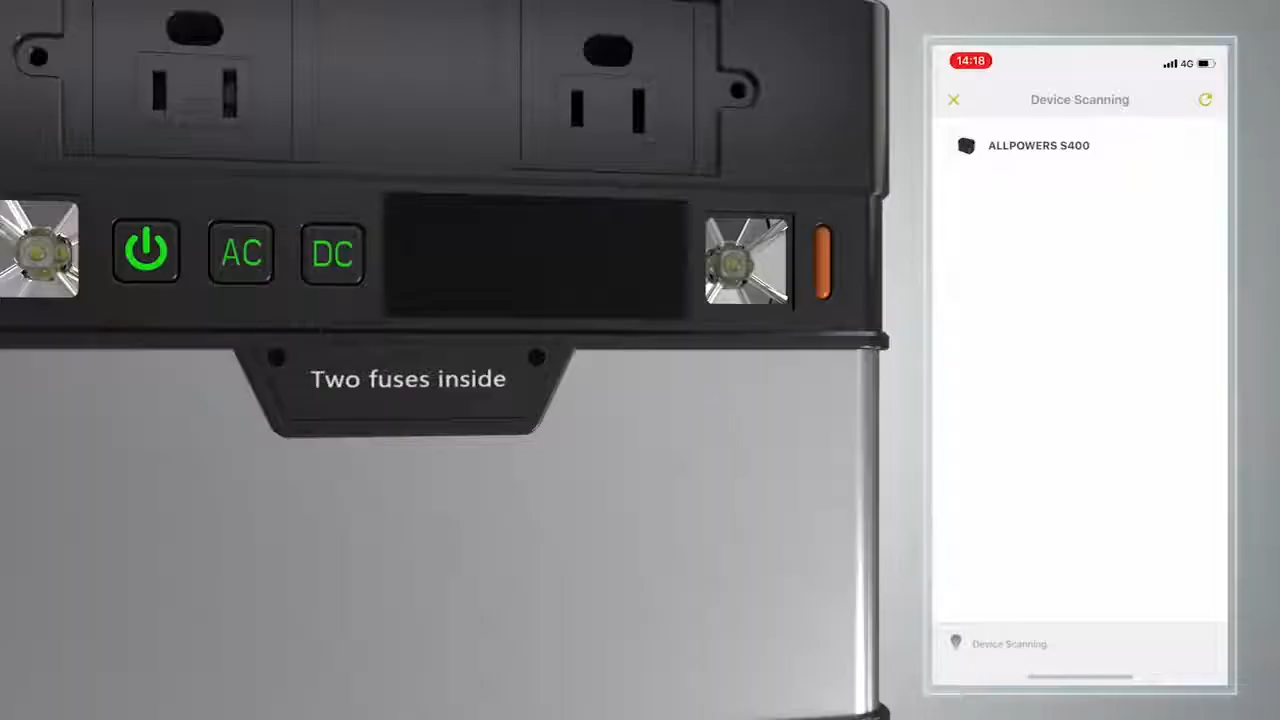 AC
DC
Two fuses inside
14:18
4G
Device Scanning
ALLPOWERS S400
Device Scanning.